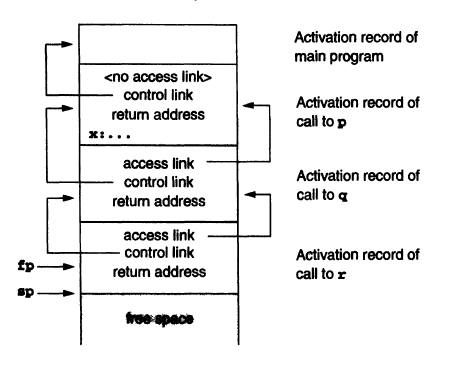 Activation record of
main program
<no access link>
control link
return address
x:...
Activation record of
call to p
access link
control link
return address
Activation record of
call to q
access link
control link
return address
Activation record of
call to r
fp
sp
free space